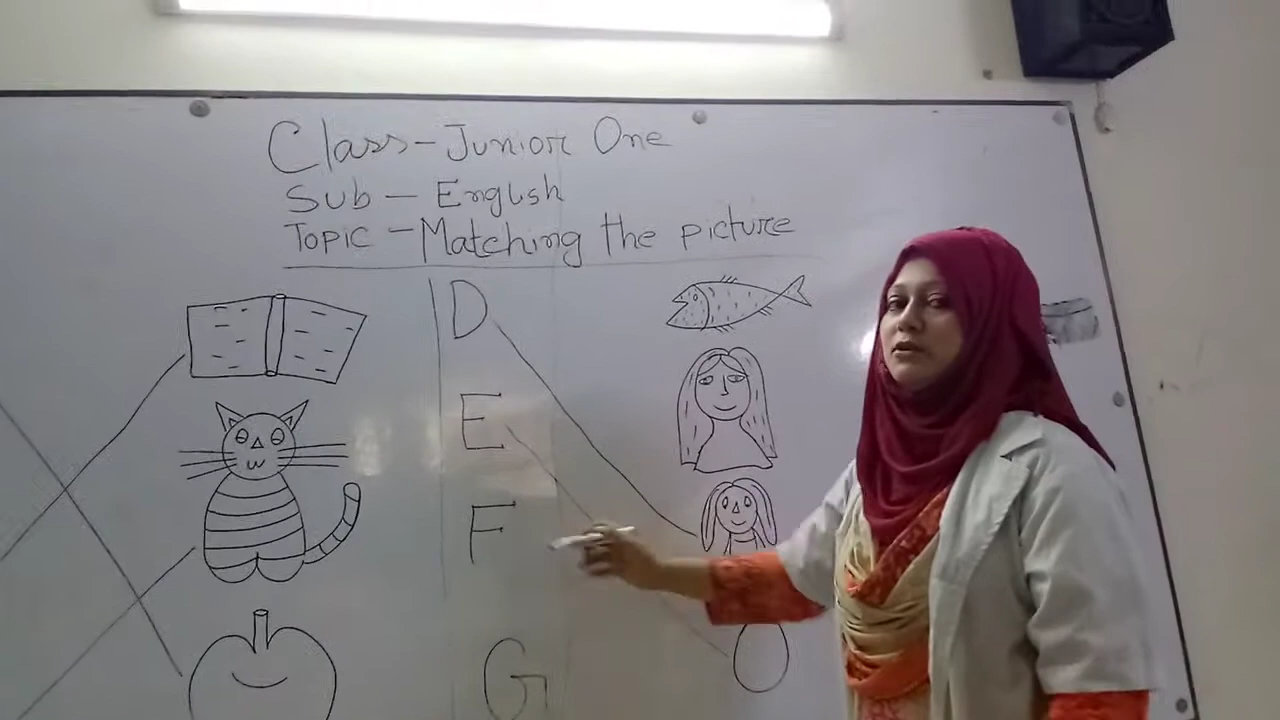 Class - Junior One
Sub - English
Topic - Matching the picture
D
E
F
G